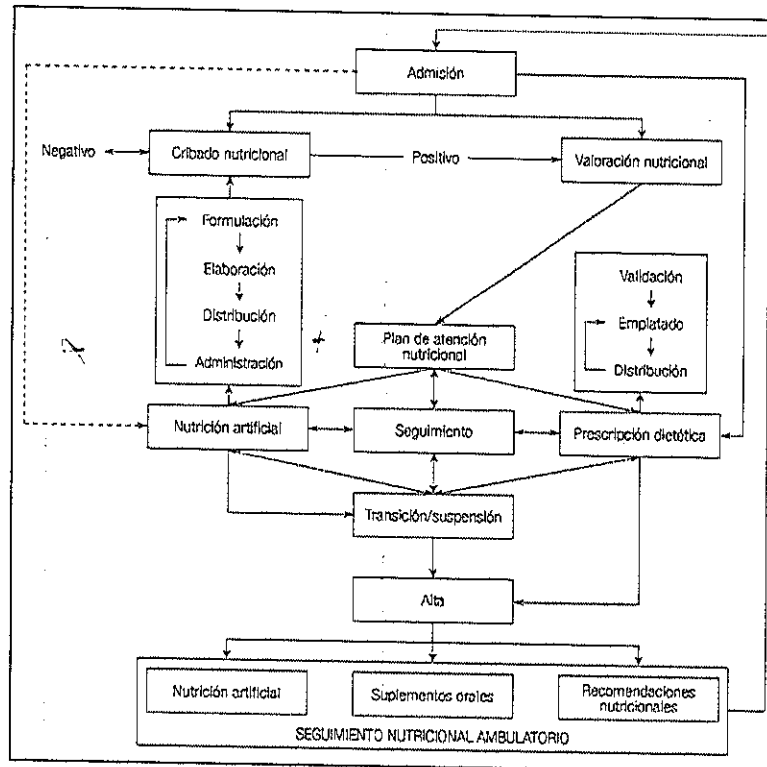 Admisión
Negativo
Cribado nutricional
Positivo
Valoración nutricional
Formulación
Elaboración
Distribución
Administración
Validación
Emplatado
Distribución
Plan de atención
nutricional
Nutrición artificial
Seguimiento
Prescripción dietética
Transición/suspensión
Alta
Nutrición artificial
Suplementos orales
Recomendaciones
nutricionales
SEGUIMIENTO NUTRICIONAL AMBULATORIO